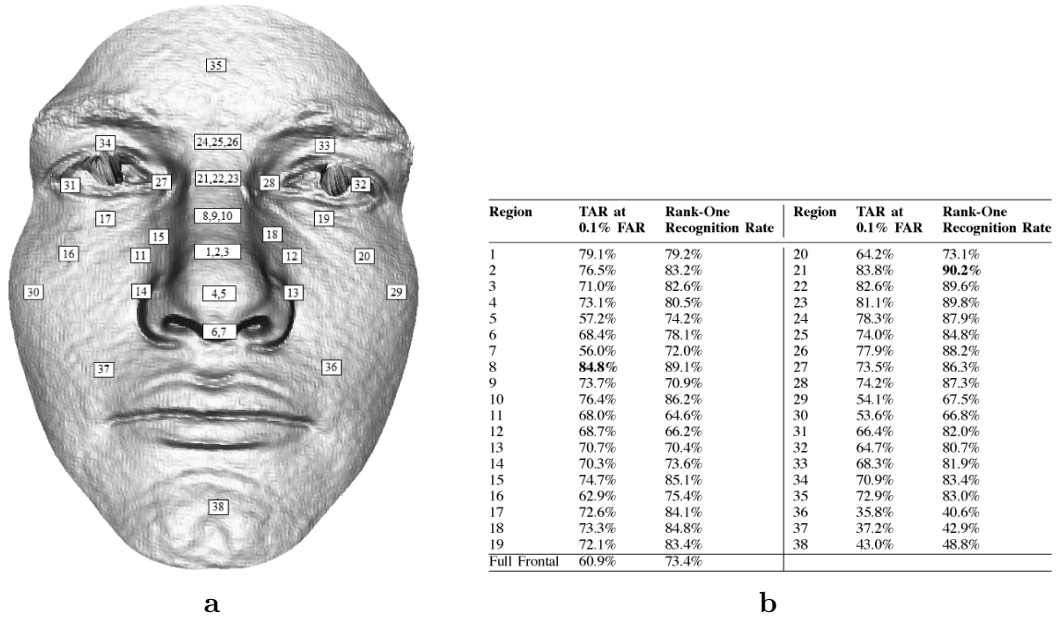 35
34
24,25,26
33
31
27
21,22,23
28
32
17
8,9,10
19
15
18
16
11
1,2,3
12
20
30
14
4,5
13
29
6,7
37
36
38
a
Region TAR at 0.1% FAR Rank-One Recognition Rate Region TAR at 0.1% FAR Rank-One Recognition Rate
1 79.1% 79.2% 20 64.2% 73.1%
2 76.5% 83.2% 21 83.8% 90.2%
3 71.0% 82.6% 22 82.6% 89.6%
4 73.1% 80.5% 23 81.1% 89.8%
5 57.2% 74.2% 24 78.3% 87.9%
6 68.4% 78.1% 25 74.0% 84.8%
7 56.0% 72.0% 26 77.9% 88.2%
8 84.8% 89.1% 27 73.5% 86.3%
9 73.7% 70.9% 28 74.2% 87.3%
10 76.4% 86.2% 29 54.1% 67.5%
11 68.0% 64.6% 30 53.6% 66.8%
12 68.7% 66.2% 31 66.4% 82.0%
13 70.7% 70.4% 32 64.7% 80.7%
14 70.3% 73.6% 33 68.3% 81.9%
15 74.7% 85.1% 34 70.9% 83.4%
16 62.9% 75.4% 35 72.9% 83.0%
17 72.6% 84.1% 36 35.8% 40.6%
18 73.3% 84.8% 37 37.2% 42.9%
19 72.1% 83.4% 38 43.0% 48.8%
Full Frontal 60.9% 73.4%
b